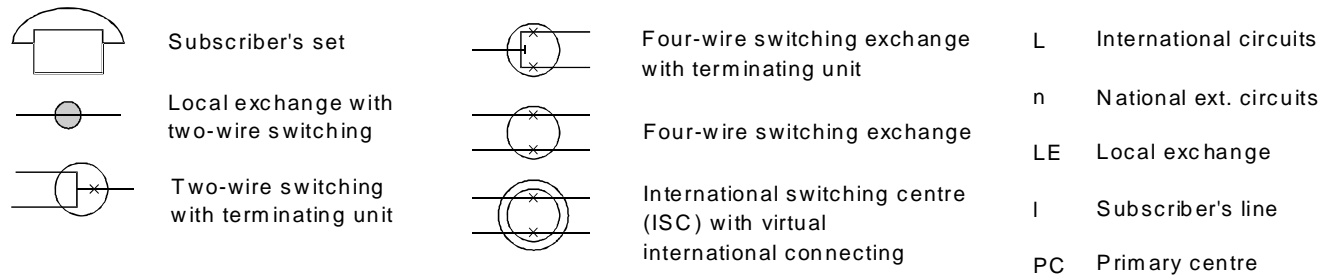 Subscriber's set
Local exchange with
two-wire switching
Two-wire switching
with terminating unit
Four-wire switching exchange
with terminating unit
Four-wire switching exchange
International switching centre
(ISC) with virtual
international connecting
L International circuits
n National ext. circuits
LE Local exchange
l Subscriber's line
PC Primary centre